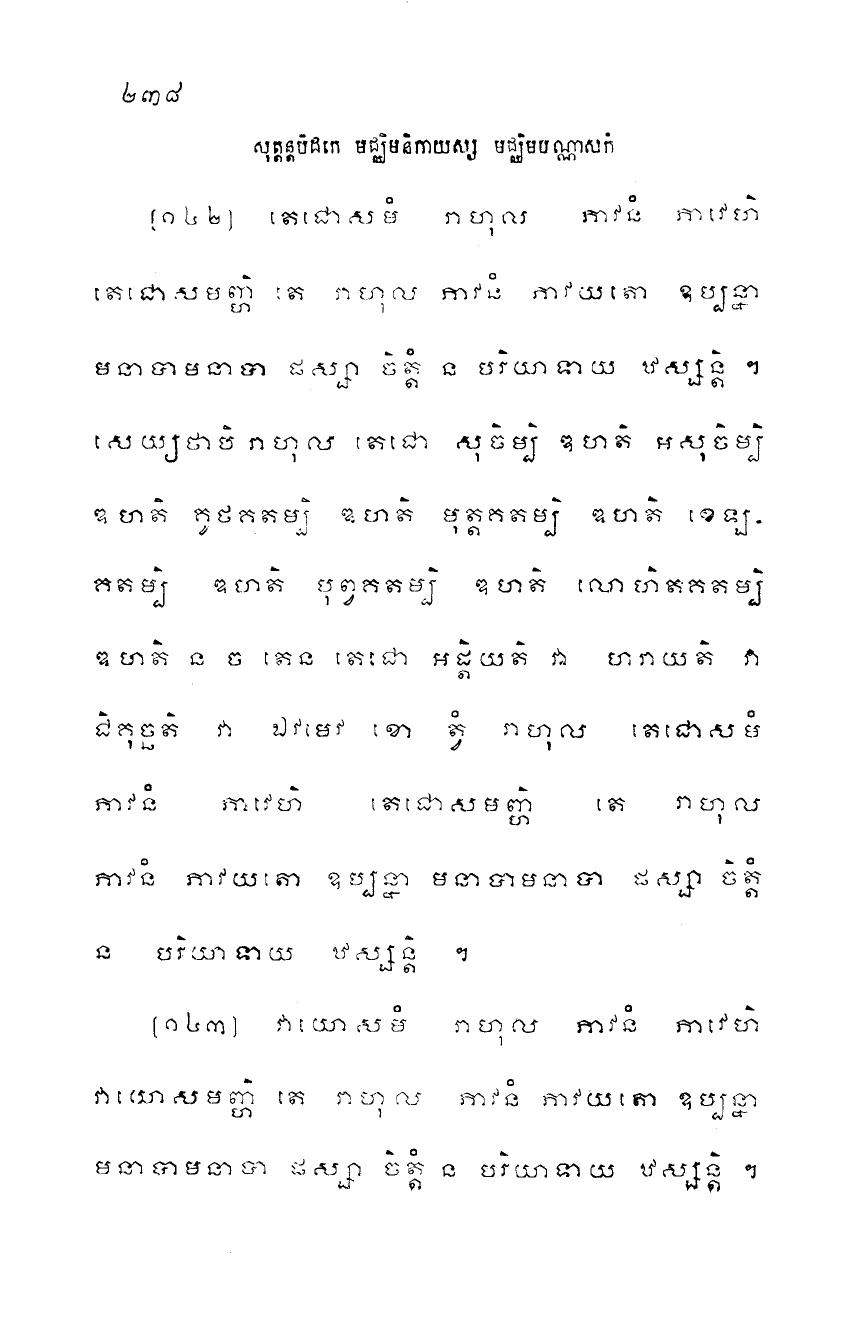 ២៣៨
សុត្តន្តបិដកេ មជ្ឈិមនិកាយស្ស មជ្ឈិមបណ្ណាសកំ
[១៤២] តេជោសមំ រាហុល ភាវនំ ភាវេហិ
តេជោសមញ្ហិ តេ រាហុល ភាវនំ ភាវយតោ ឧប្បន្នា
មនាបាមនាបា ផស្សា ចិត្តំ ន បរិយាទាយ ឋស្សន្តិ ។
សេយ្យថាបិ រាហុល តេជោ សុចិម្បិ ឌហតិ អសុចិម្បិ
ឌហតិ គូថកតម្បិ ឌហតិ មុត្តកតម្បិ ឌហតិ ខេឡ-
កតម្បិ ឌហតិ បុព្វកតម្បិ ឌហតិ លោហិតកតម្បិ
ឌហតិ ន ច តេន តេជោ អដ្តិយតិ វា ហរាយតិ វា
ជិគុច្ឆតិ វា ឯវមេវ ខោ ត្វំ រាហុល តេជោសមំ
ភាវនំ ភាវេហិ តេជោសមញ្ហិ តេ រាហុល
ភាវនំ ភាវយតោ ឧប្បន្នា មនាបាមនាបា ផស្សា ចិត្តំ
ន បរិយាទាយ ឋស្សន្តិ ។
[១៤៣] វាយោសមំ រាហុល ភាវនំ ភាវេហិ
វាយោសមញ្ហិ តេ រាហុល ភាវនំ ភាវយតោ ឧប្បន្នា
មនាបាមនាបា ផស្សា ចិត្តំ ន បរិយាទាយ ឋស្សន្តិ ។